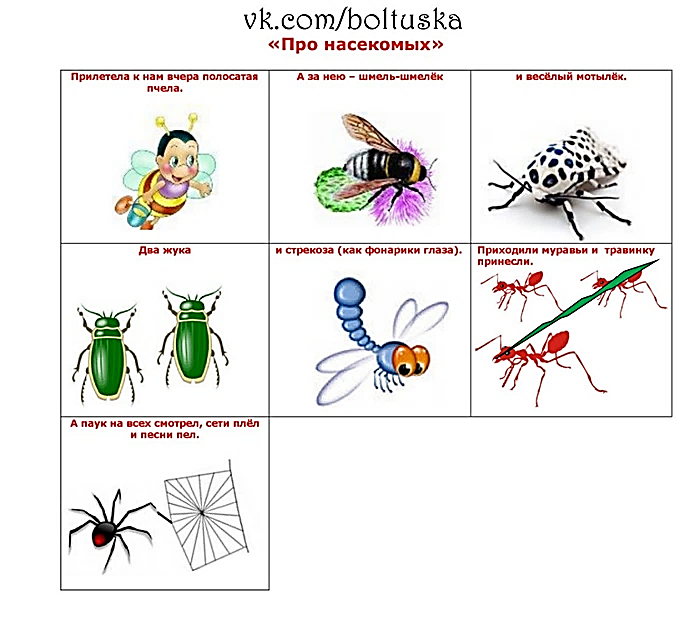 vk.com/boltuska
«Про насекомых»
Прилетела к нам вчера полосатая
пчела.
А за нею – шмель-шмелёк
и весёлый мотылёк.
Два жука
и стрекоза (как фонарики глаза).
Приходили муравьи и травинку
принесли.
А паук на всех смотрел, сети плёл
и песни пел.